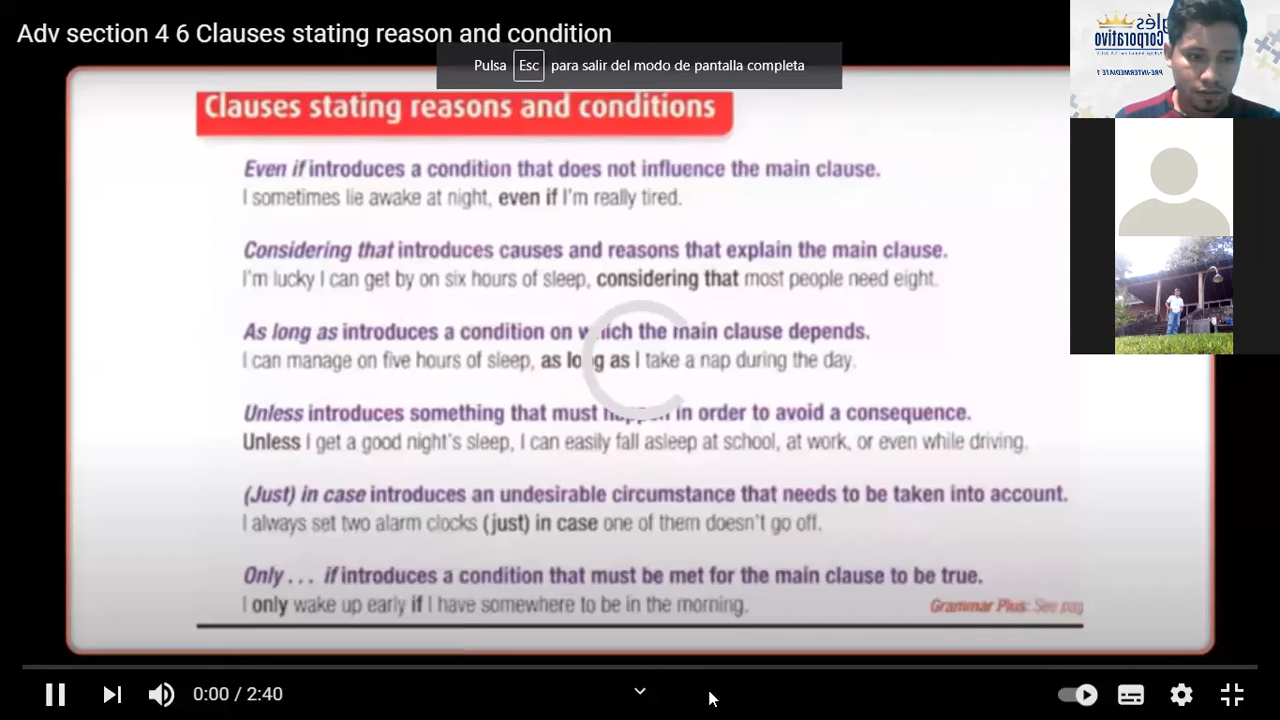 Adv section 4 6 Clauses stating reason and condition
Pulsa Esc para salir del modo de pantalla completa
Clauses stating reasons and conditions
Even if introduces a condition that does not influence the main clause.
I sometimes lie awake at night, even if I'm really tired.
Considering that introduces causes and reasons that explain the main clause.
I'm lucky I can get by on six hours of sleep, considering that most people need eight.
As long as introduces a condition on which the main clause depends.
I can manage on five hours of sleep, as long as I take a nap during the day.
Unless introduces something that must happen in order to avoid a consequence.
Unless I get a good night's sleep, I can easily fall asleep at school, at work, or even while driving.
(Just) in case introduces an undesirable circumstance that needs to be taken into account.
I always set two alarm clocks (just) in case one of them doesn't go off.
Only . . . if introduces a condition that must be met for the main clause to be true.
I only wake up early if I have somewhere to be in the morning.
Grammar Plus: See pag
0:00 / 2:40
glés
Corporativo
PRE-INTERMEDIATE 1